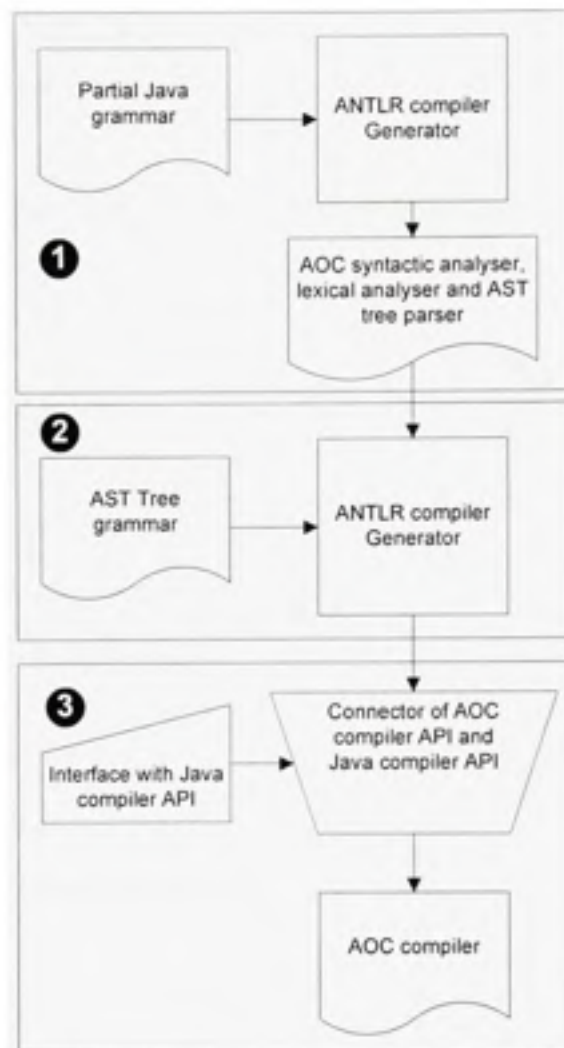 Partial Java
grammar
ANTLR compiler
Generator
1
AOC syntactic analyser,
lexical analyser and AST
tree parser
2
AST Tree
grammar
ANTLR compiler
Generator
3
Connector of AOC
compiler API and
Java compiler API
Interface with Java
compiler API
AOC compiler